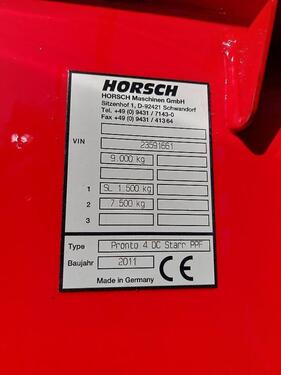 HORSCH
HORSCH Maschinen GmbH
Sitzenhof 1, D-92421 Schwandorf
Tel. +49 (0) 9431 / 7143-0
Fax +49 (0) 9431 / 41364
VIN
23591661
9.000 kg
1 SL 1.500 kg
2 7.500 kg
3
Type Pronto 4 DC Starr PPF
Baujahr 2011
Made in Germany CE